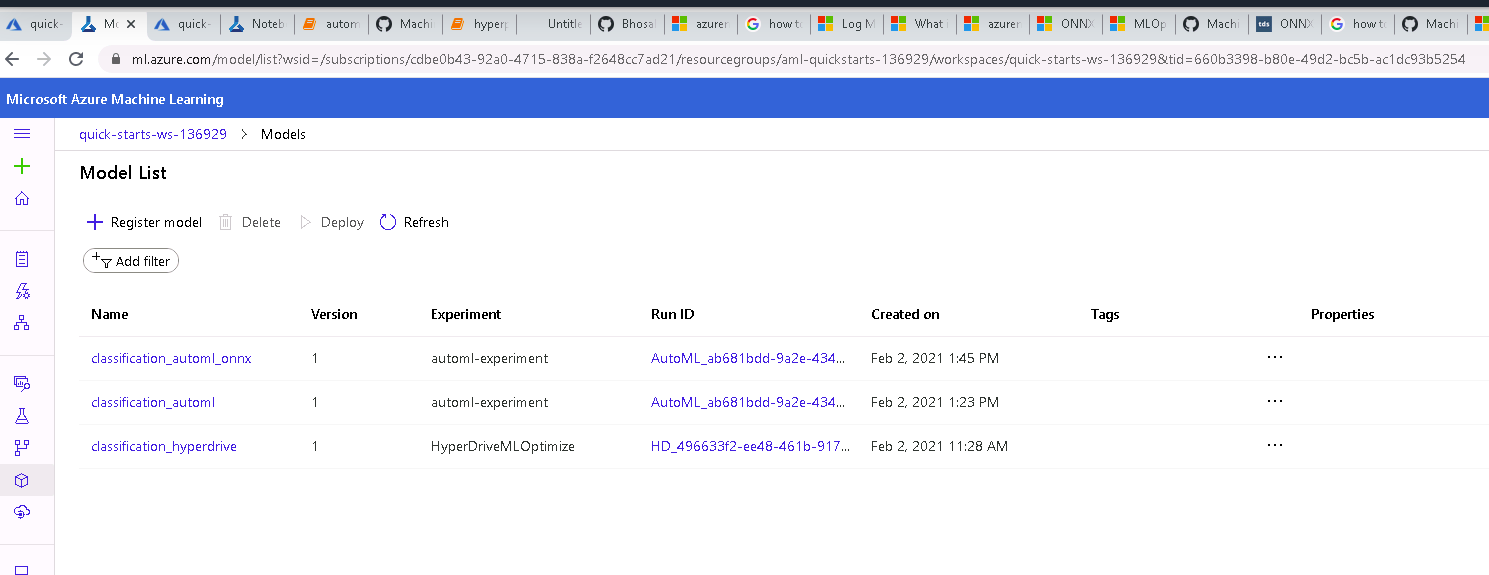 quick- Mo quick- Noteb autom Machi hyperp Untitle Bhosal azurer how to Log M What i azurer ONNX MLOp Machi tds ONNX how to Machi
ml.azure.com/model/list?wsid=/subscriptions/cdbe0b43-92a0-4715-838a-f2648cc7ad21/resourcegroups/aml-quickstarts-136929/workspaces/quick-starts-ws-136929&tid=660b3398-b80e-49d2-bc5b-ac1dc93b5254
Microsoft Azure Machine Learning
quick-starts-ws-136929 > Models
Model List
Register model Delete Deploy Refresh
Add filter
Name Version Experiment Run ID Created on Tags Properties
classification_automl_onnx 1 automl-experiment AutoML_ab681bdd-9a2e-434... Feb 2, 2021 1:45 PM ...
classification_automl 1 automl-experiment AutoML_ab681bdd-9a2e-434... Feb 2, 2021 1:23 PM ...
classification_hyperdrive 1 HyperDriveMLOptimize HD_496633f2-ee48-461b-917... Feb 2, 2021 11:28 AM ...